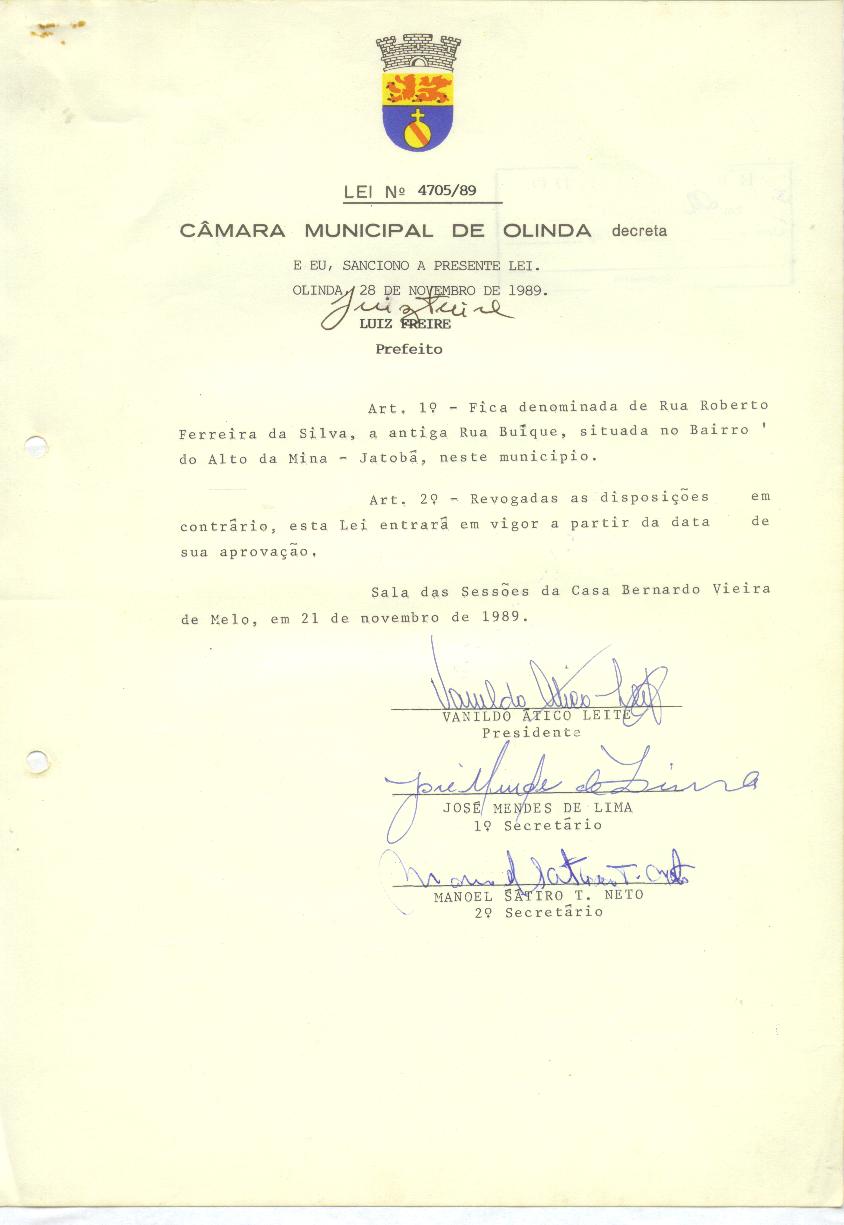 LEI Nº 4705/89
CÂMARA MUNICIPAL DE OLINDA decreta
E EU, SANCIONO A PRESENTE LEI.
OLINDA, 28 DE NOVEMBRO DE 1989.
Luiz Freire
LUIZ FREIRE
Prefeito
Art. 1º - Fica denominada de Rua Roberto
Ferreira da Silva, a antiga Rua Buíque, situada no Bairro '
do Alto da Mina - Jatobá, neste municipio.
Art. 2º - Revogadas as disposições em
contrário, esta Lei entrará em vigor a partir da data de
sua aprovação.
Sala das Sessões da Casa Bernardo Vieira
de Melo, em 21 de novembro de 1989.
Vanildo Ático Leite
VANILDO ÁTICO LEITE
Presidente
José Mendes de Lima
JOSÉ MENDES DE LIMA
1º Secretário
Manoel Satiro T. Neto
MANOEL SÁTIRO T. NETO
2º Secretário